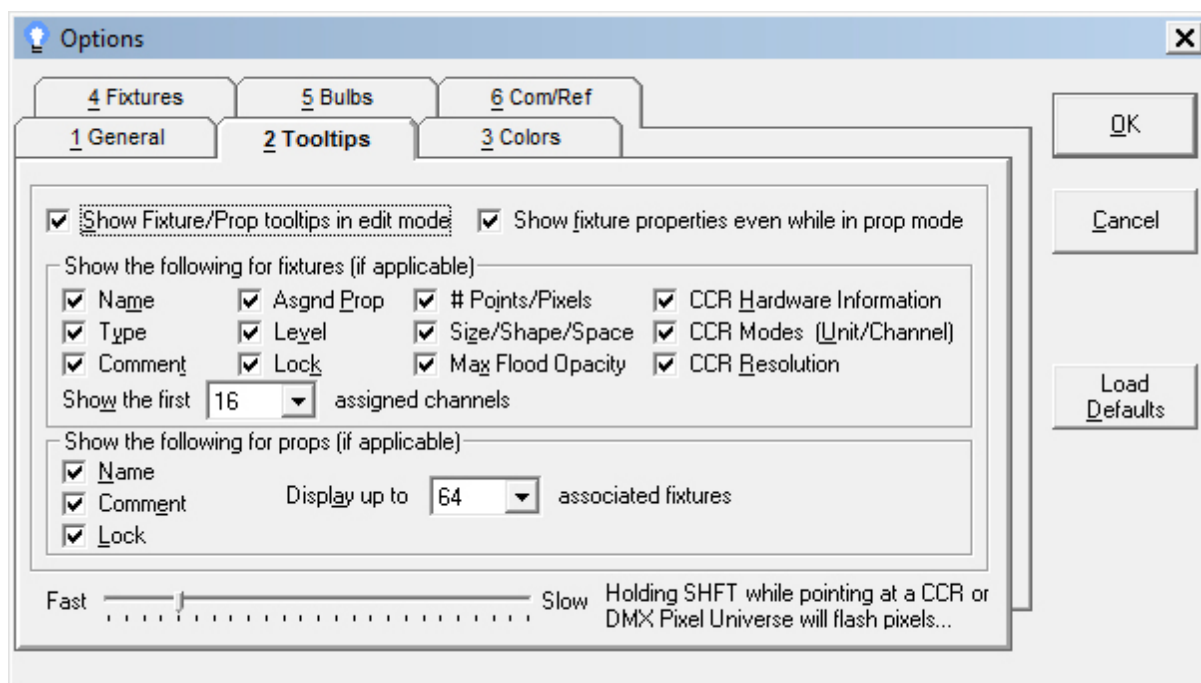 Options
4 Fixtures 5 Bulbs 6 Com/Ref
1 General 2 Tooltips 3 Colors
OK
Cancel
Load
Defaults
Show Fixture/Prop tooltips in edit mode Show fixture properties even while in prop mode
Show the following for fixtures (if applicable)
Name Asgnd Prop # Points/Pixels CCR Hardware Information
Type Level Size/Shape/Space CCR Modes (Unit/Channel)
Comment Lock Max Flood Opacity CCR Resolution
Show the first 16 assigned channels
Show the following for props (if applicable)
Name
Comment
Lock
Display up to 64 associated fixtures
Fast Slow
Holding SHFT while pointing at a CCR or
DMX Pixel Universe will flash pixels...